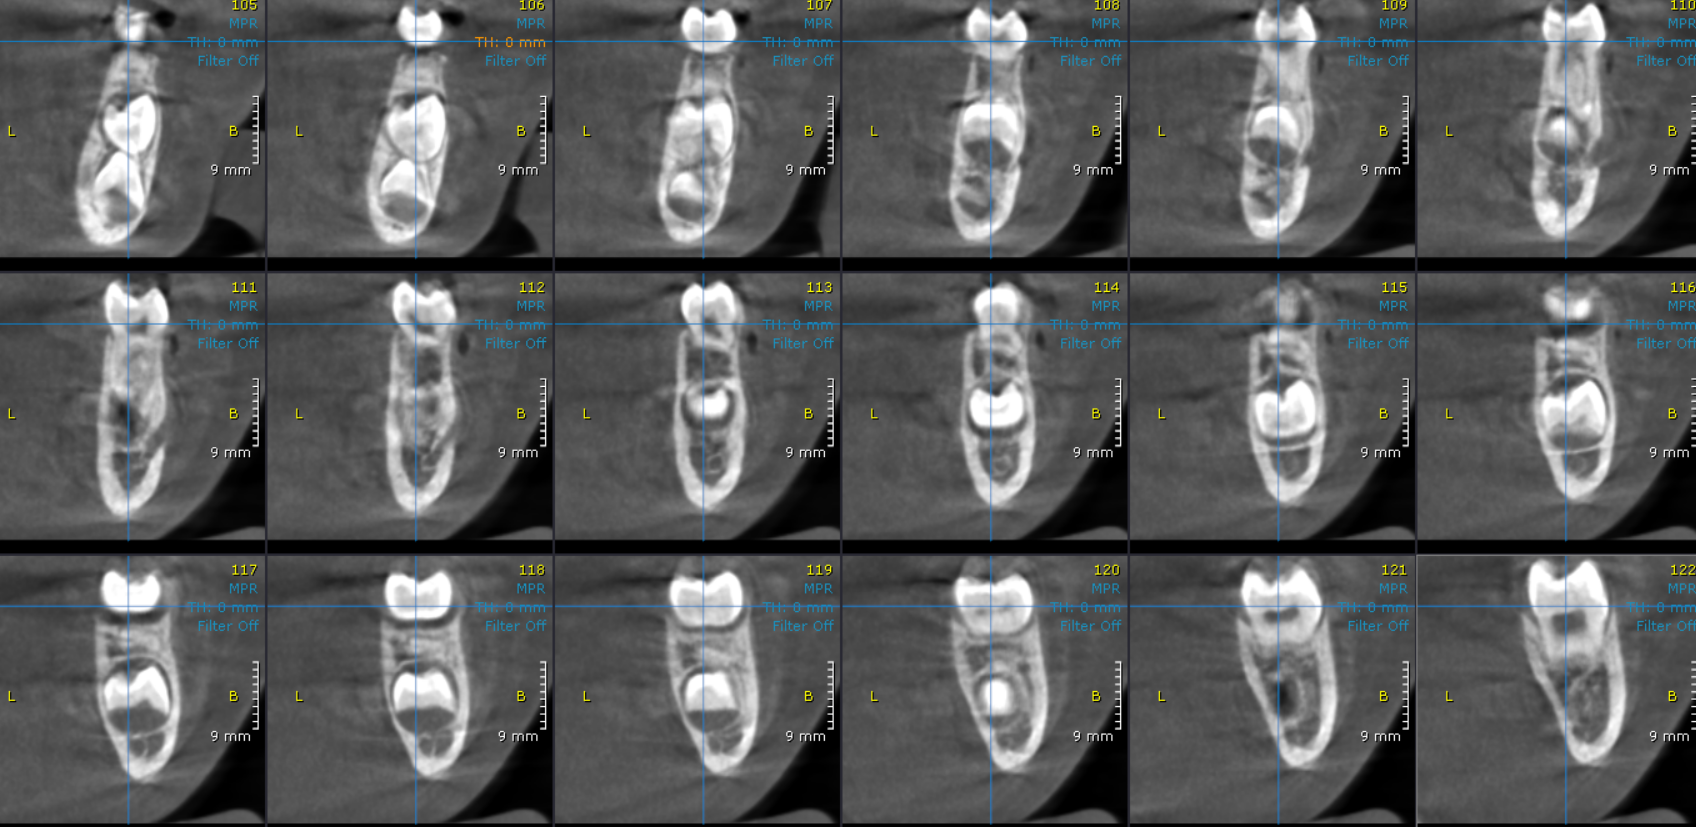 105
MPR
TH: 0 mm
Filter Off
L
B
9 mm
106
MPR
TH: 0 mm
Filter Off
L
B
9 mm
107
MPR
TH: 0 mm
Filter Off
L
B
9 mm
108
MPR
TH: 0 mm
Filter Off
L
B
9 mm
109
MPR
TH: 0 mm
Filter Off
L
B
9 mm
110
MPR
TH: 0 mm
Filter Off
L
B
9 mm
111
MPR
TH: 0 mm
Filter Off
L
B
9 mm
112
MPR
TH: 0 mm
Filter Off
L
B
9 mm
113
MPR
TH: 0 mm
Filter Off
L
B
9 mm
114
MPR
TH: 0 mm
Filter Off
L
B
9 mm
115
MPR
TH: 0 mm
Filter Off
L
B
9 mm
116
MPR
TH: 0 mm
Filter Off
L
B
9 mm
117
MPR
TH: 0 mm
Filter Off
L
B
9 mm
118
MPR
TH: 0 mm
Filter Off
L
B
9 mm
119
MPR
TH: 0 mm
Filter Off
L
B
9 mm
120
MPR
TH: 0 mm
Filter Off
L
B
9 mm
121
MPR
TH: 0 mm
Filter Off
L
B
9 mm
122
MPR
TH: 0 mm
Filter Off
L
B
9 mm